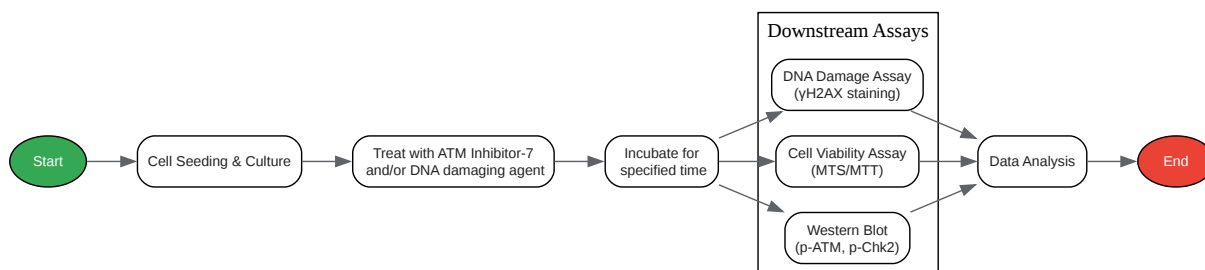 Start
Cell Seeding & Culture
Treat with ATM Inhibitor-7
and/or DNA damaging agent
Incubate for
specified time
Downstream Assays
DNA Damage Assay
(γH2AX staining)
Cell Viability Assay
(MTS/MTT)
Western Blot
(p-ATM, p-Chk2)
Data Analysis
End